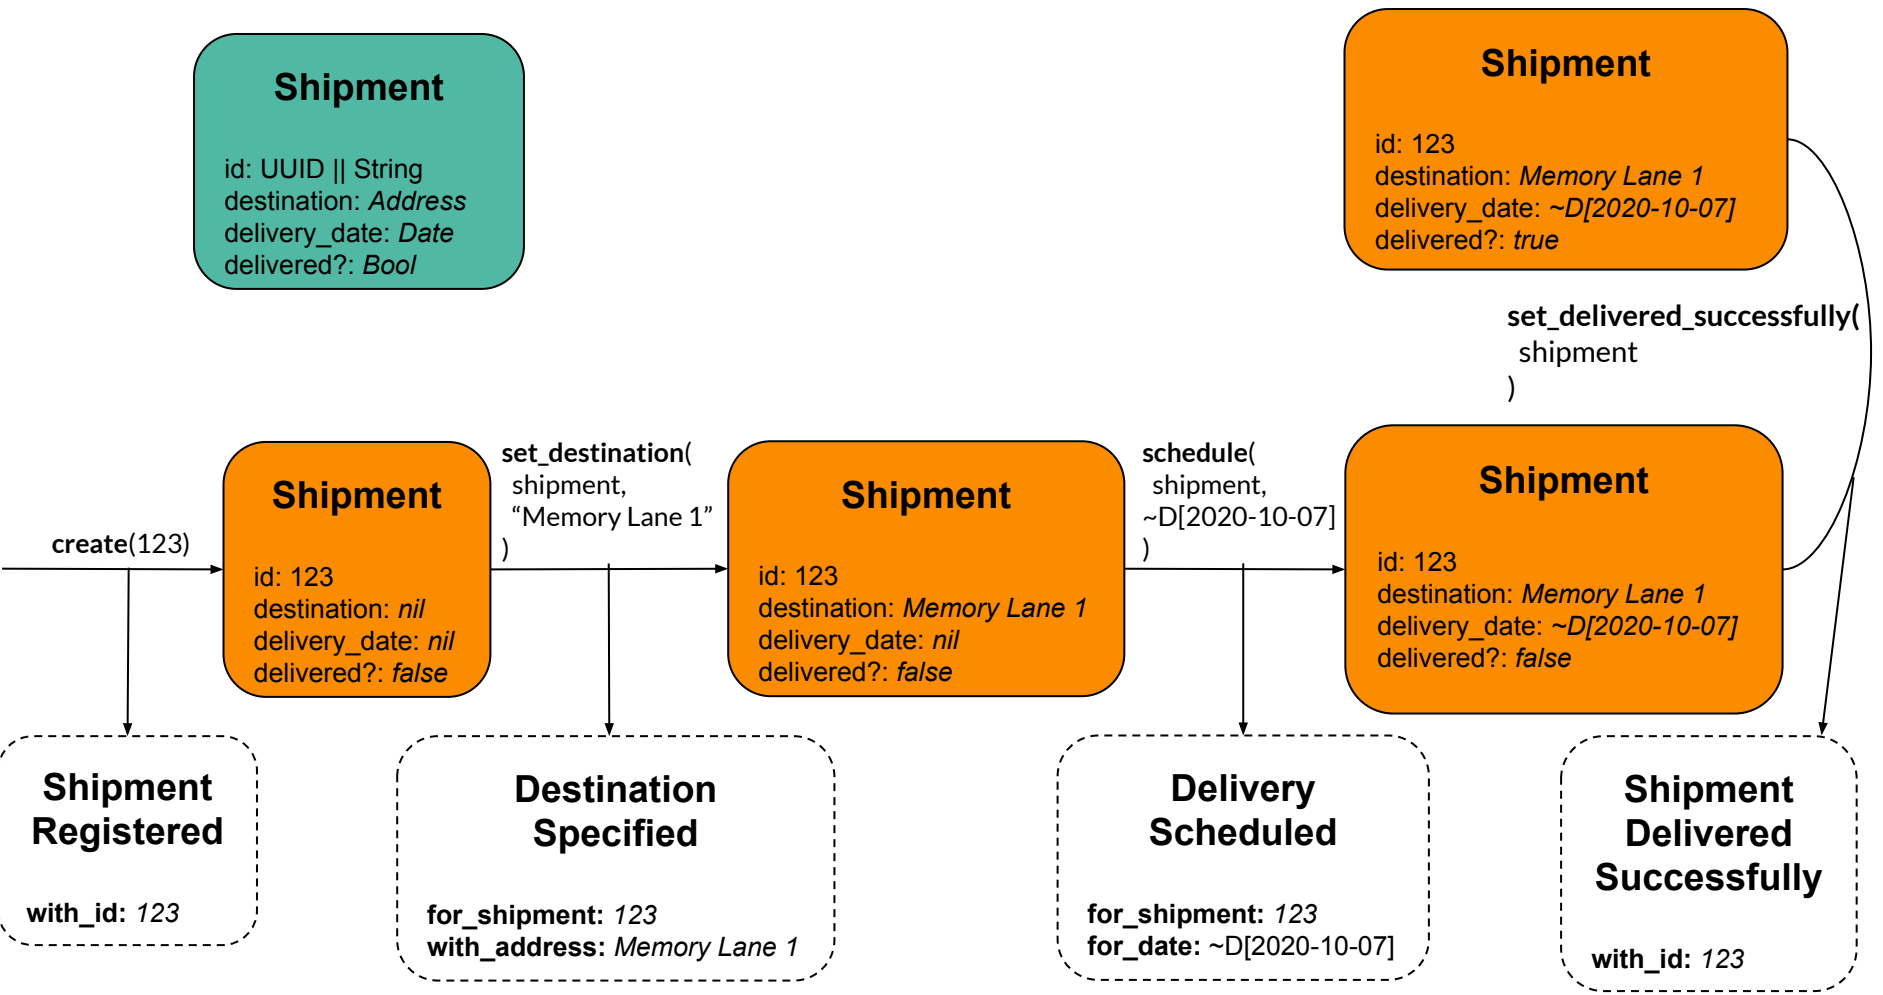 Shipment
id: UUID || String
destination: Address
delivery_date: Date
delivered?: Bool
Shipment
id: 123
destination: Memory Lane 1
delivery_date: ~D[2020-10-07]
delivered?: true
set_delivered_successfully(
shipment
)
create(123)
Shipment
id: 123
destination: nil
delivery_date: nil
delivered?: false
set_destination(
shipment,
“Memory Lane 1”
)
Shipment
id: 123
destination: Memory Lane 1
delivery_date: nil
delivered?: false
schedule(
shipment,
~D[2020-10-07]
)
Shipment
id: 123
destination: Memory Lane 1
delivery_date: ~D[2020-10-07]
delivered?: false
Shipment
Registered
with_id: 123
Destination
Specified
for_shipment: 123
with_address: Memory Lane 1
Delivery
Scheduled
for_shipment: 123
for_date: ~D[2020-10-07]
Shipment
Delivered
Successfully
with_id: 123